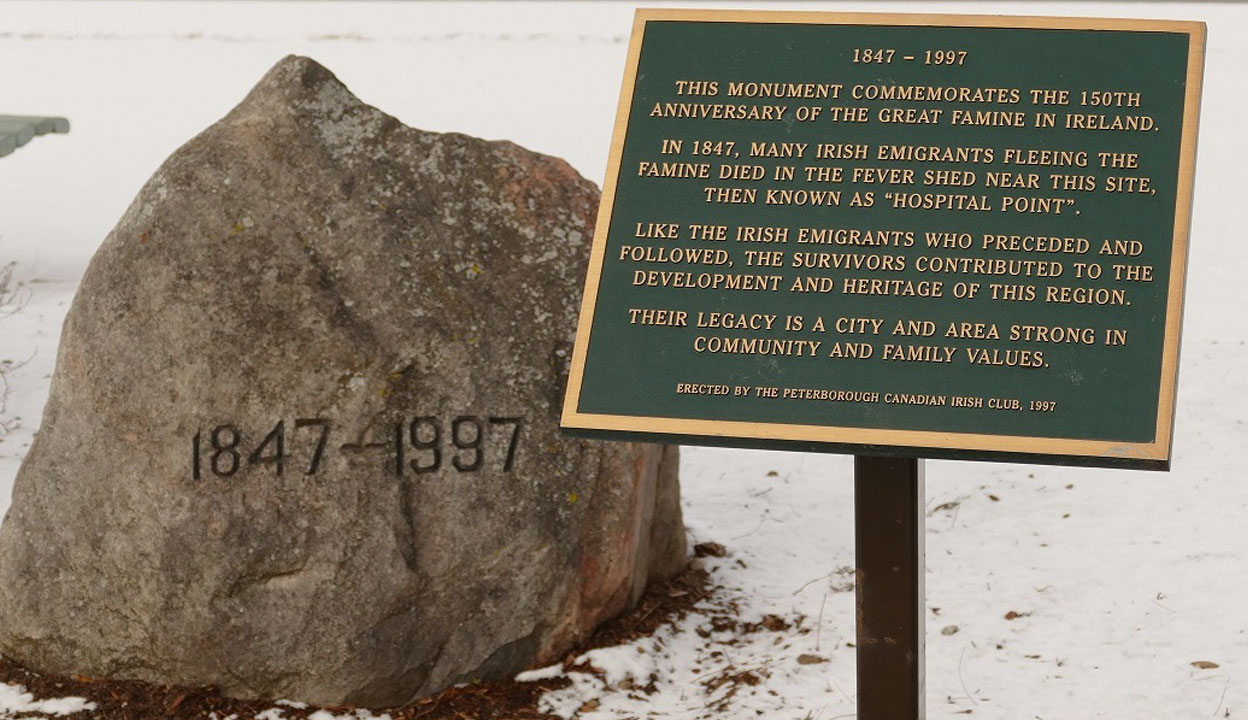 1847–1997
1847 – 1997
THIS MONUMENT COMMEMORATES THE 150TH
ANNIVERSARY OF THE GREAT FAMINE IN IRELAND.
IN 1847, MANY IRISH EMIGRANTS FLEEING THE
FAMINE DIED IN THE FEVER SHED NEAR THIS SITE,
THEN KNOWN AS “HOSPITAL POINT”.
LIKE THE IRISH EMIGRANTS WHO PRECEDED AND
FOLLOWED, THE SURVIVORS CONTRIBUTED TO THE
DEVELOPMENT AND HERITAGE OF THIS REGION.
THEIR LEGACY IS A CITY AND AREA STRONG IN
COMMUNITY AND FAMILY VALUES.
ERECTED BY THE PETERBOROUGH CANADIAN IRISH CLUB, 1997